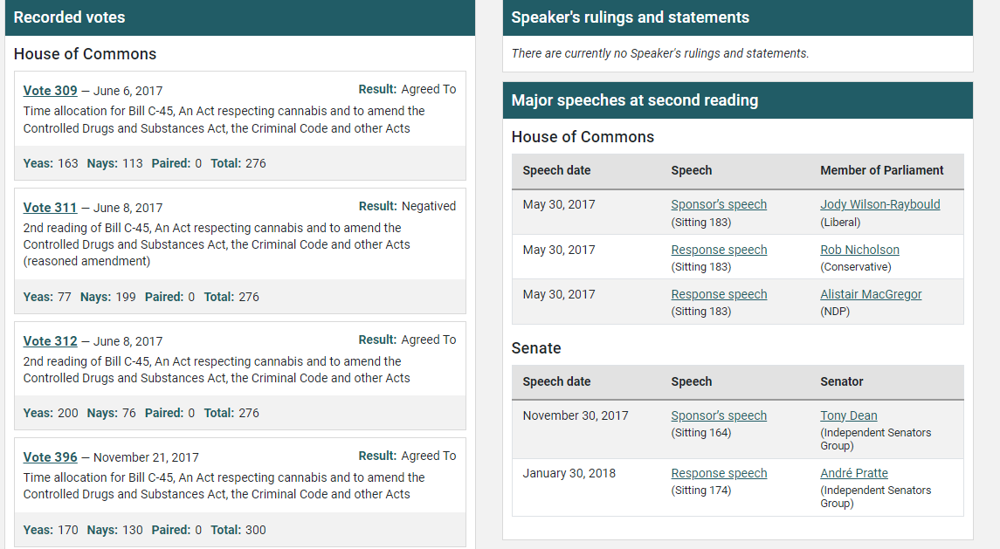 Recorded votes
House of Commons
Vote 309 – June 6, 2017
Result: Agreed To
Time allocation for Bill C-45, An Act respecting cannabis and to amend the
Controlled Drugs and Substances Act, the Criminal Code and other Acts
Yeas: 163 Nays: 113 Paired: 0 Total: 276
Vote 311 – June 8, 2017
Result: Negatived
2nd reading of Bill C-45, An Act respecting cannabis and to amend the
Controlled Drugs and Substances Act, the Criminal Code and other Acts
(reasoned amendment)
Yeas: 77 Nays: 199 Paired: 0 Total: 276
Vote 312 – June 8, 2017
Result: Agreed To
2nd reading of Bill C-45, An Act respecting cannabis and to amend the
Controlled Drugs and Substances Act, the Criminal Code and other Acts
Yeas: 200 Nays: 76 Paired: 0 Total: 276
Vote 396 – November 21, 2017
Result: Agreed To
Time allocation for Bill C-45, An Act respecting cannabis and to amend the
Controlled Drugs and Substances Act, the Criminal Code and other Acts
Yeas: 170 Nays: 130 Paired: 0 Total: 300
Speaker's rulings and statements
There are currently no Speaker's rulings and statements.
Major speeches at second reading
House of Commons
Speech date Speech Member of Parliament
May 30, 2017 Sponsor's speech Jody Wilson-Raybould
(Sitting 183) (Liberal)
May 30, 2017 Response speech Rob Nicholson
(Sitting 183) (Conservative)
May 30, 2017 Response speech Alistair MacGregor
(Sitting 183) (NDP)
Senate
Speech date Speech Senator
November 30, 2017 Sponsor's speech Tony Dean
(Sitting 164) (Independent Senators
Group)
January 30, 2018 Response speech André Pratte
(Sitting 174) (Independent Senators
Group)